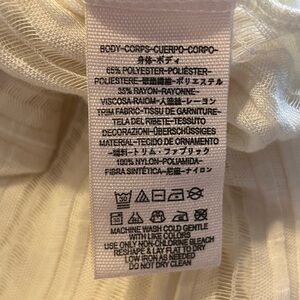 BODY-CORPS-CUERPO-CORPO-
身体-ボディ
65% POLYESTER-POLIÉSTER-
POLIESTERE-聚酯纖維-ポリエステル
35% RAYON-RAYONNE-
VISCOSA-RAIOM-人造絲-レーヨン
TRIM FABRIC-TISSU DE GARNITURE-
TELA DEL RIBETE-TESSUTO
DECORAZIONI-ÜBERSCHÜSSIGES
MATERIAL-TECIDO DE ORNAMENTO
-輔料-トリム・ファブリック
100% NYLON-POLIAMIDA-
FIBRA SINTÉTICA-尼龍-ナイロン
30
MACHINE WASH COLD GENTLE
WITH LIKE COLORS
USE ONLY NON-CHLORINE BLEACH
RESHAPE & LAY FLAT TO DRY
LOW IRON AS NEEDED
DO NOT DRY CLEAN